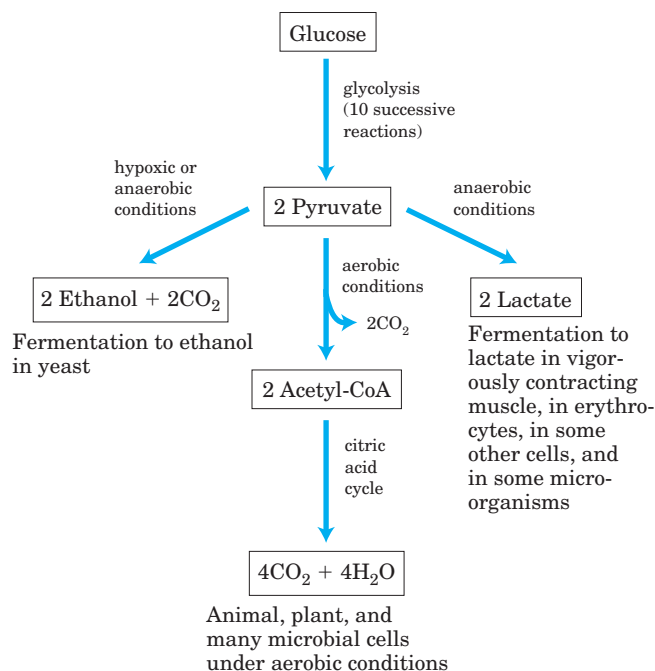 Glucose
glycolysis
(10 successive
reactions)
hypoxic or
anaerobic
conditions
2 Pyruvate
anaerobic
conditions
2 Ethanol + 2CO₂
Fermentation to ethanol
in yeast
aerobic
conditions
2CO₂
2 Lactate
Fermentation to
lactate in vigor-
ously contracting
muscle, in erythro-
cytes, in some
other cells, and
in some micro-
organisms
2 Acetyl-CoA
citric
acid
cycle
4CO₂ + 4H₂O
Animal, plant, and
many microbial cells
under aerobic conditions